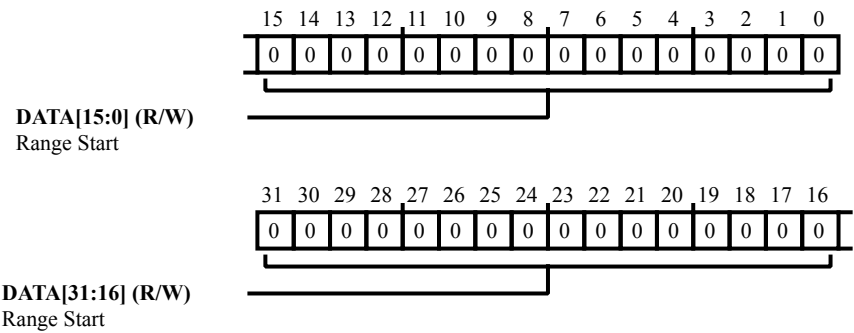 15 14 13 12 11 10 9 8 7 6 5 4 3 2 1 0
0 0 0 0 0 0 0 0 0 0 0 0 0 0 0 0
DATA[15:0] (R/W)
Range Start
31 30 29 28 27 26 25 24 23 22 21 20 19 18 17 16
0 0 0 0 0 0 0 0 0 0 0 0 0 0 0 0
DATA[31:16] (R/W)
Range Start